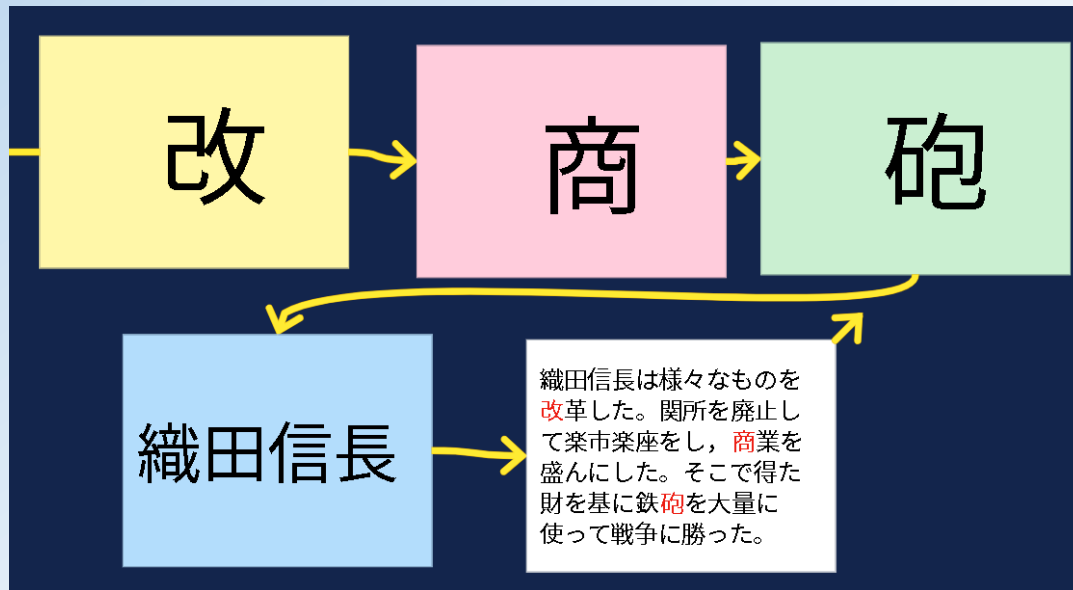 改
商
砲
織田信長
織田信長は様々なものを
改革した。関所を廃止し
て楽市楽座をし，商業を
盛んにした。そこで得た
財を基に鉄砲を大量に
使って戦争に勝った。